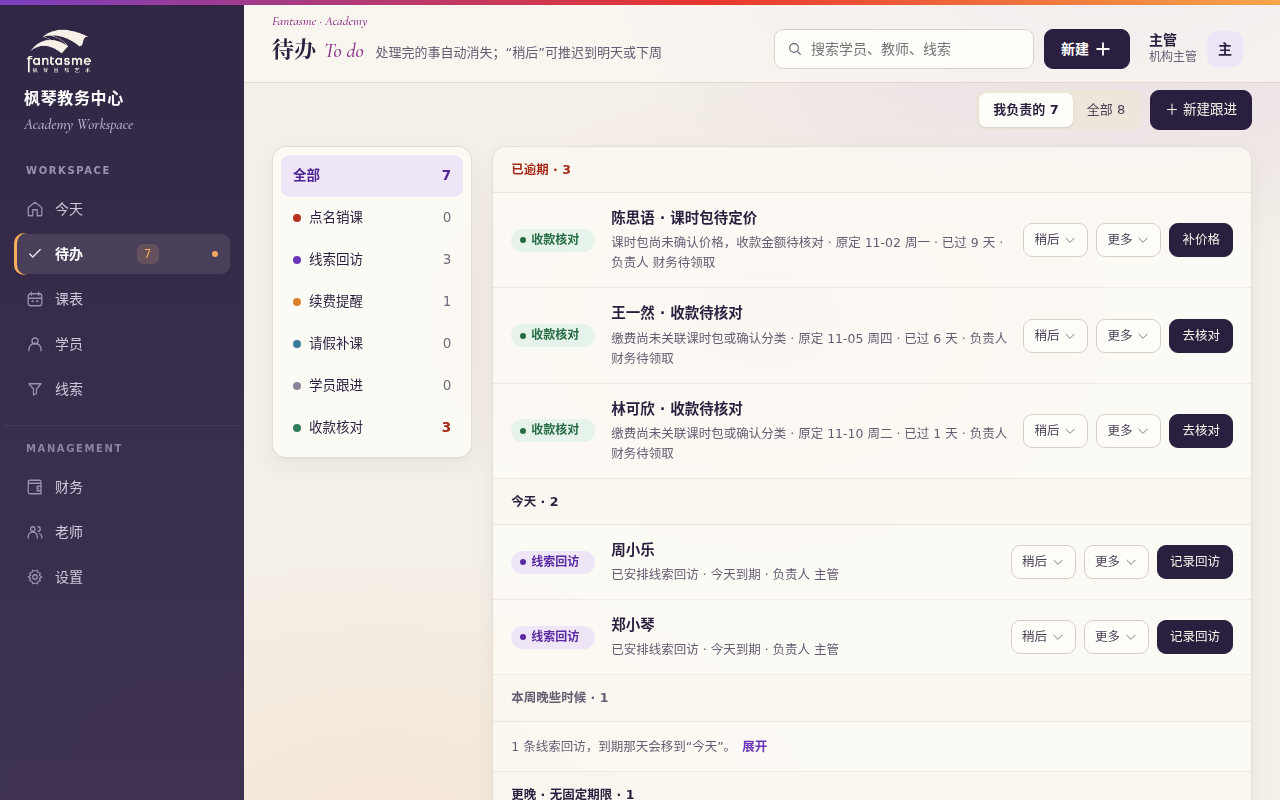 fantasme
枫琴教务中心
Academy Workspace
WORKSPACE
今天
待办 7
课表
学员
线索
MANAGEMENT
财务
老师
设置
Fantasme · Academy
待办 To do 处理完的事自动消失；“稍后”可推迟到明天或下周
搜索学员、教师、线索
新建
主管
机构主管
主
我负责的 7 全部 8
新建跟进
全部 7
点名销课 0
线索回访 3
续费提醒 1
请假补课 0
学员跟进 0
收款核对 3
已逾期 · 3
收款核对
陈思语 · 课时包待定价
课时包尚未确认价格，收款金额待核对 · 原定 11-02 周一 · 已过 9 天 ·
负责人 财务待领取
稍后 更多 补价格
收款核对
王一然 · 收款待核对
缴费尚未关联课时包或确认分类 · 原定 11-05 周四 · 已过 6 天 · 负责人
财务待领取
稍后 更多 去核对
收款核对
林可欣 · 收款待核对
缴费尚未关联课时包或确认分类 · 原定 11-10 周二 · 已过 1 天 · 负责人
财务待领取
稍后 更多 去核对
今天 · 2
线索回访
周小乐
已安排线索回访 · 今天到期 · 负责人 主管
稍后 更多 记录回访
线索回访
郑小琴
已安排线索回访 · 今天到期 · 负责人 主管
稍后 更多 记录回访
本周晚些时候 · 1
1 条线索回访，到期那天会移到“今天”。 展开
更晚 · 无固定期限 · 1